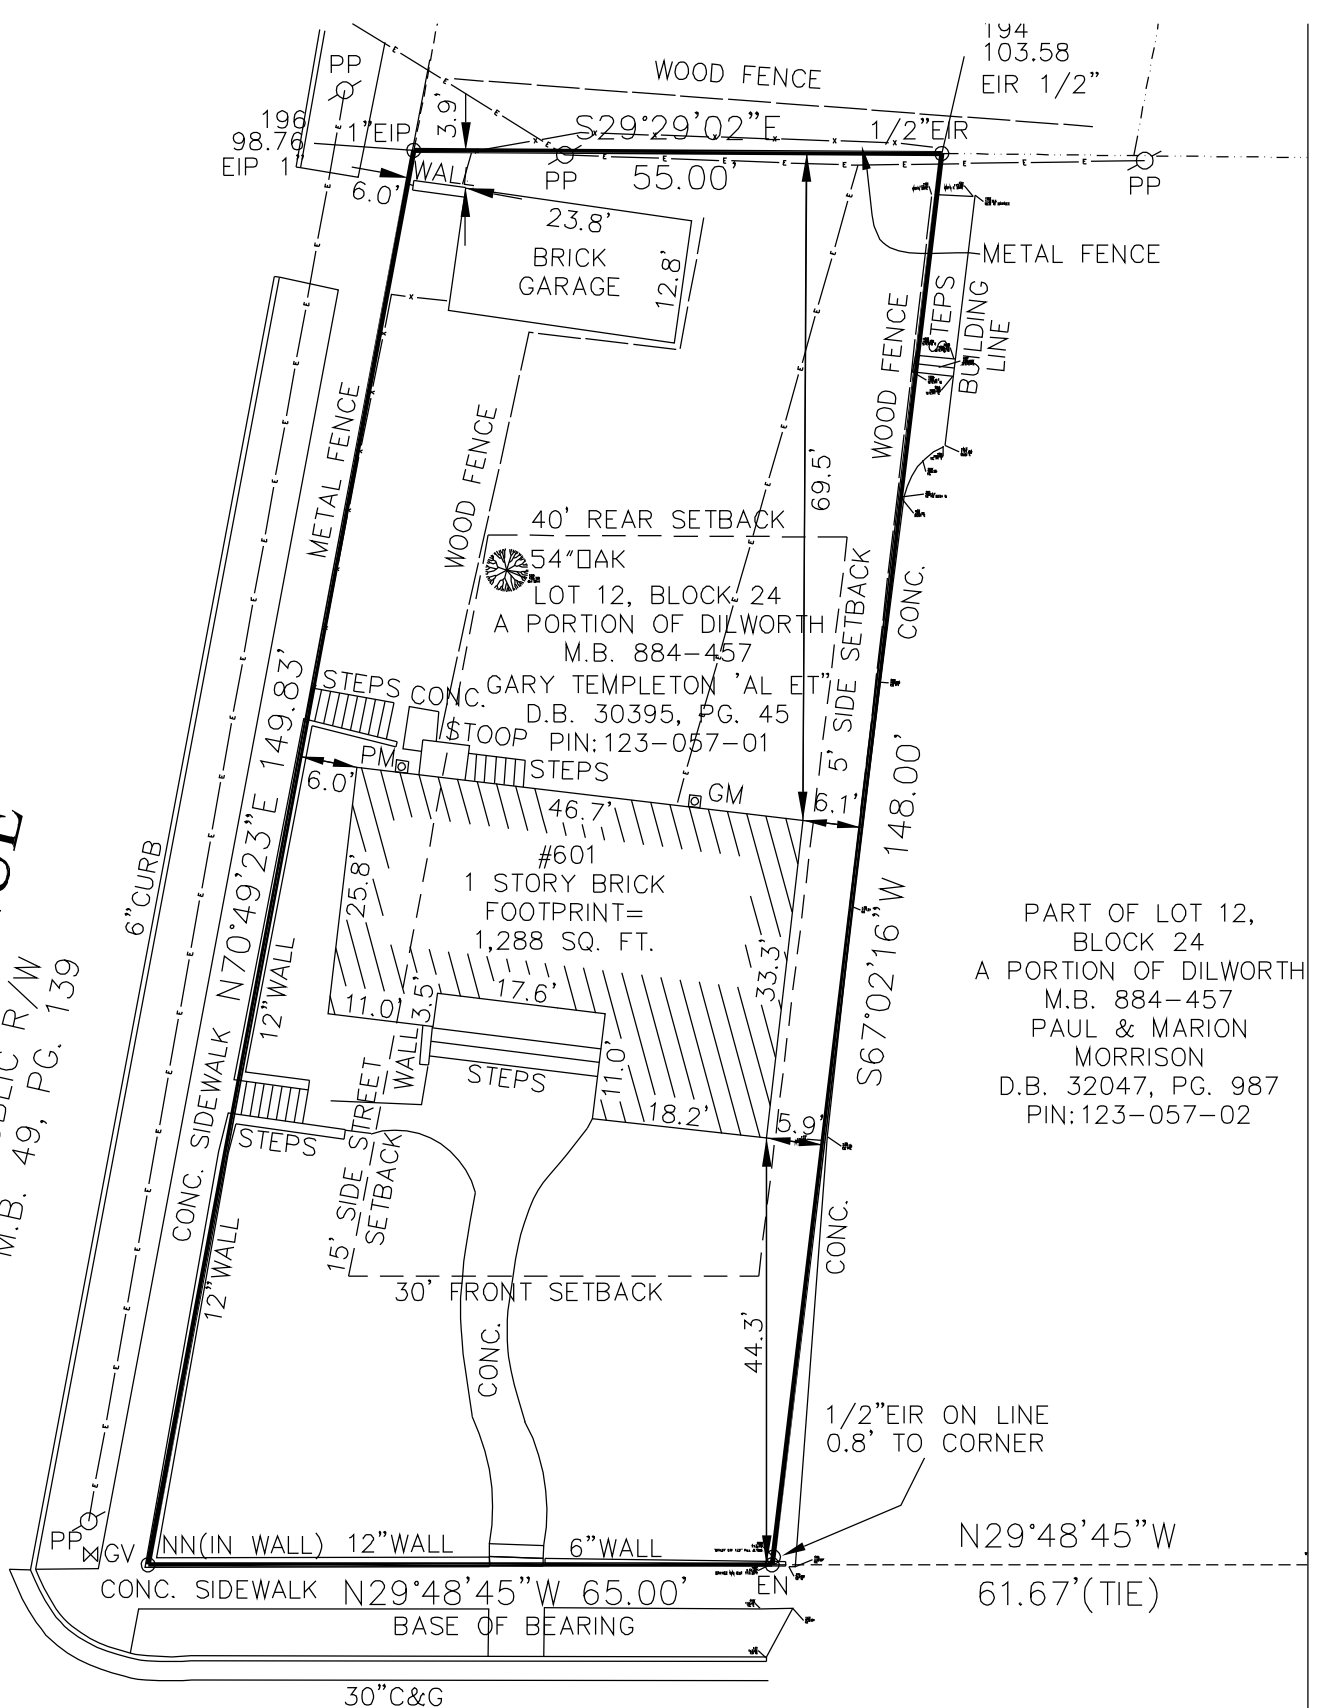 194
103.58
EIR 1/2"
WOOD FENCE
PP
196
98.76
EIP 1"
1"EIP
3.9'
S29°29'02"E
1/2"EIR
WALL
PP
55.00'
PP
6.0'
23.8'
BRICK
GARAGE
12.8'
METAL FENCE
STEPS
BUILDING
LINE
WOOD FENCE
METAL FENCE
WOOD FENCE
69.5'
40' REAR SETBACK
54"OAK
LOT 12, BLOCK 24
A PORTION OF DILWORTH
M.B. 884-457
GARY TEMPLETON 'AL ET"
D.B. 30395, PG. 45
PIN:123-057-01
5' SIDE SETBACK
CONC.
STEPS
CONC.
STOOP
STEPS
PM
GM
6.0'
46.7'
6.1'
N70°49'23"E 149.83'
S67°02'16" W 148.00'
6"CURB
#601
1 STORY BRICK
FOOTPRINT=
1,288 SQ. FT.
25.8'
33.3'
11.0'
3.5'
17.6'
11.0'
12"WALL
WALL
STEPS
18.2'
5.9'
PART OF LOT 12,
BLOCK 24
A PORTION OF DILWORTH
M.B. 884-457
PAUL & MARION
MORRISON
D.B. 32047, PG. 987
PIN:123-057-02
R/W
M.B. 49, PG. 139
CONC. SIDEWALK
STEPS
15' SIDE STREET
SETBACK
12"WALL
30' FRONT SETBACK
CONC.
44.3'
CONC.
1/2"EIR ON LINE
0.8' TO CORNER
PP
GV
NN(IN WALL)
12"WALL
6"WALL
EN
N29°48'45"W
61.67'(TIE)
CONC. SIDEWALK
N29°48'45"W 65.00'
BASE OF BEARING
30"C&G